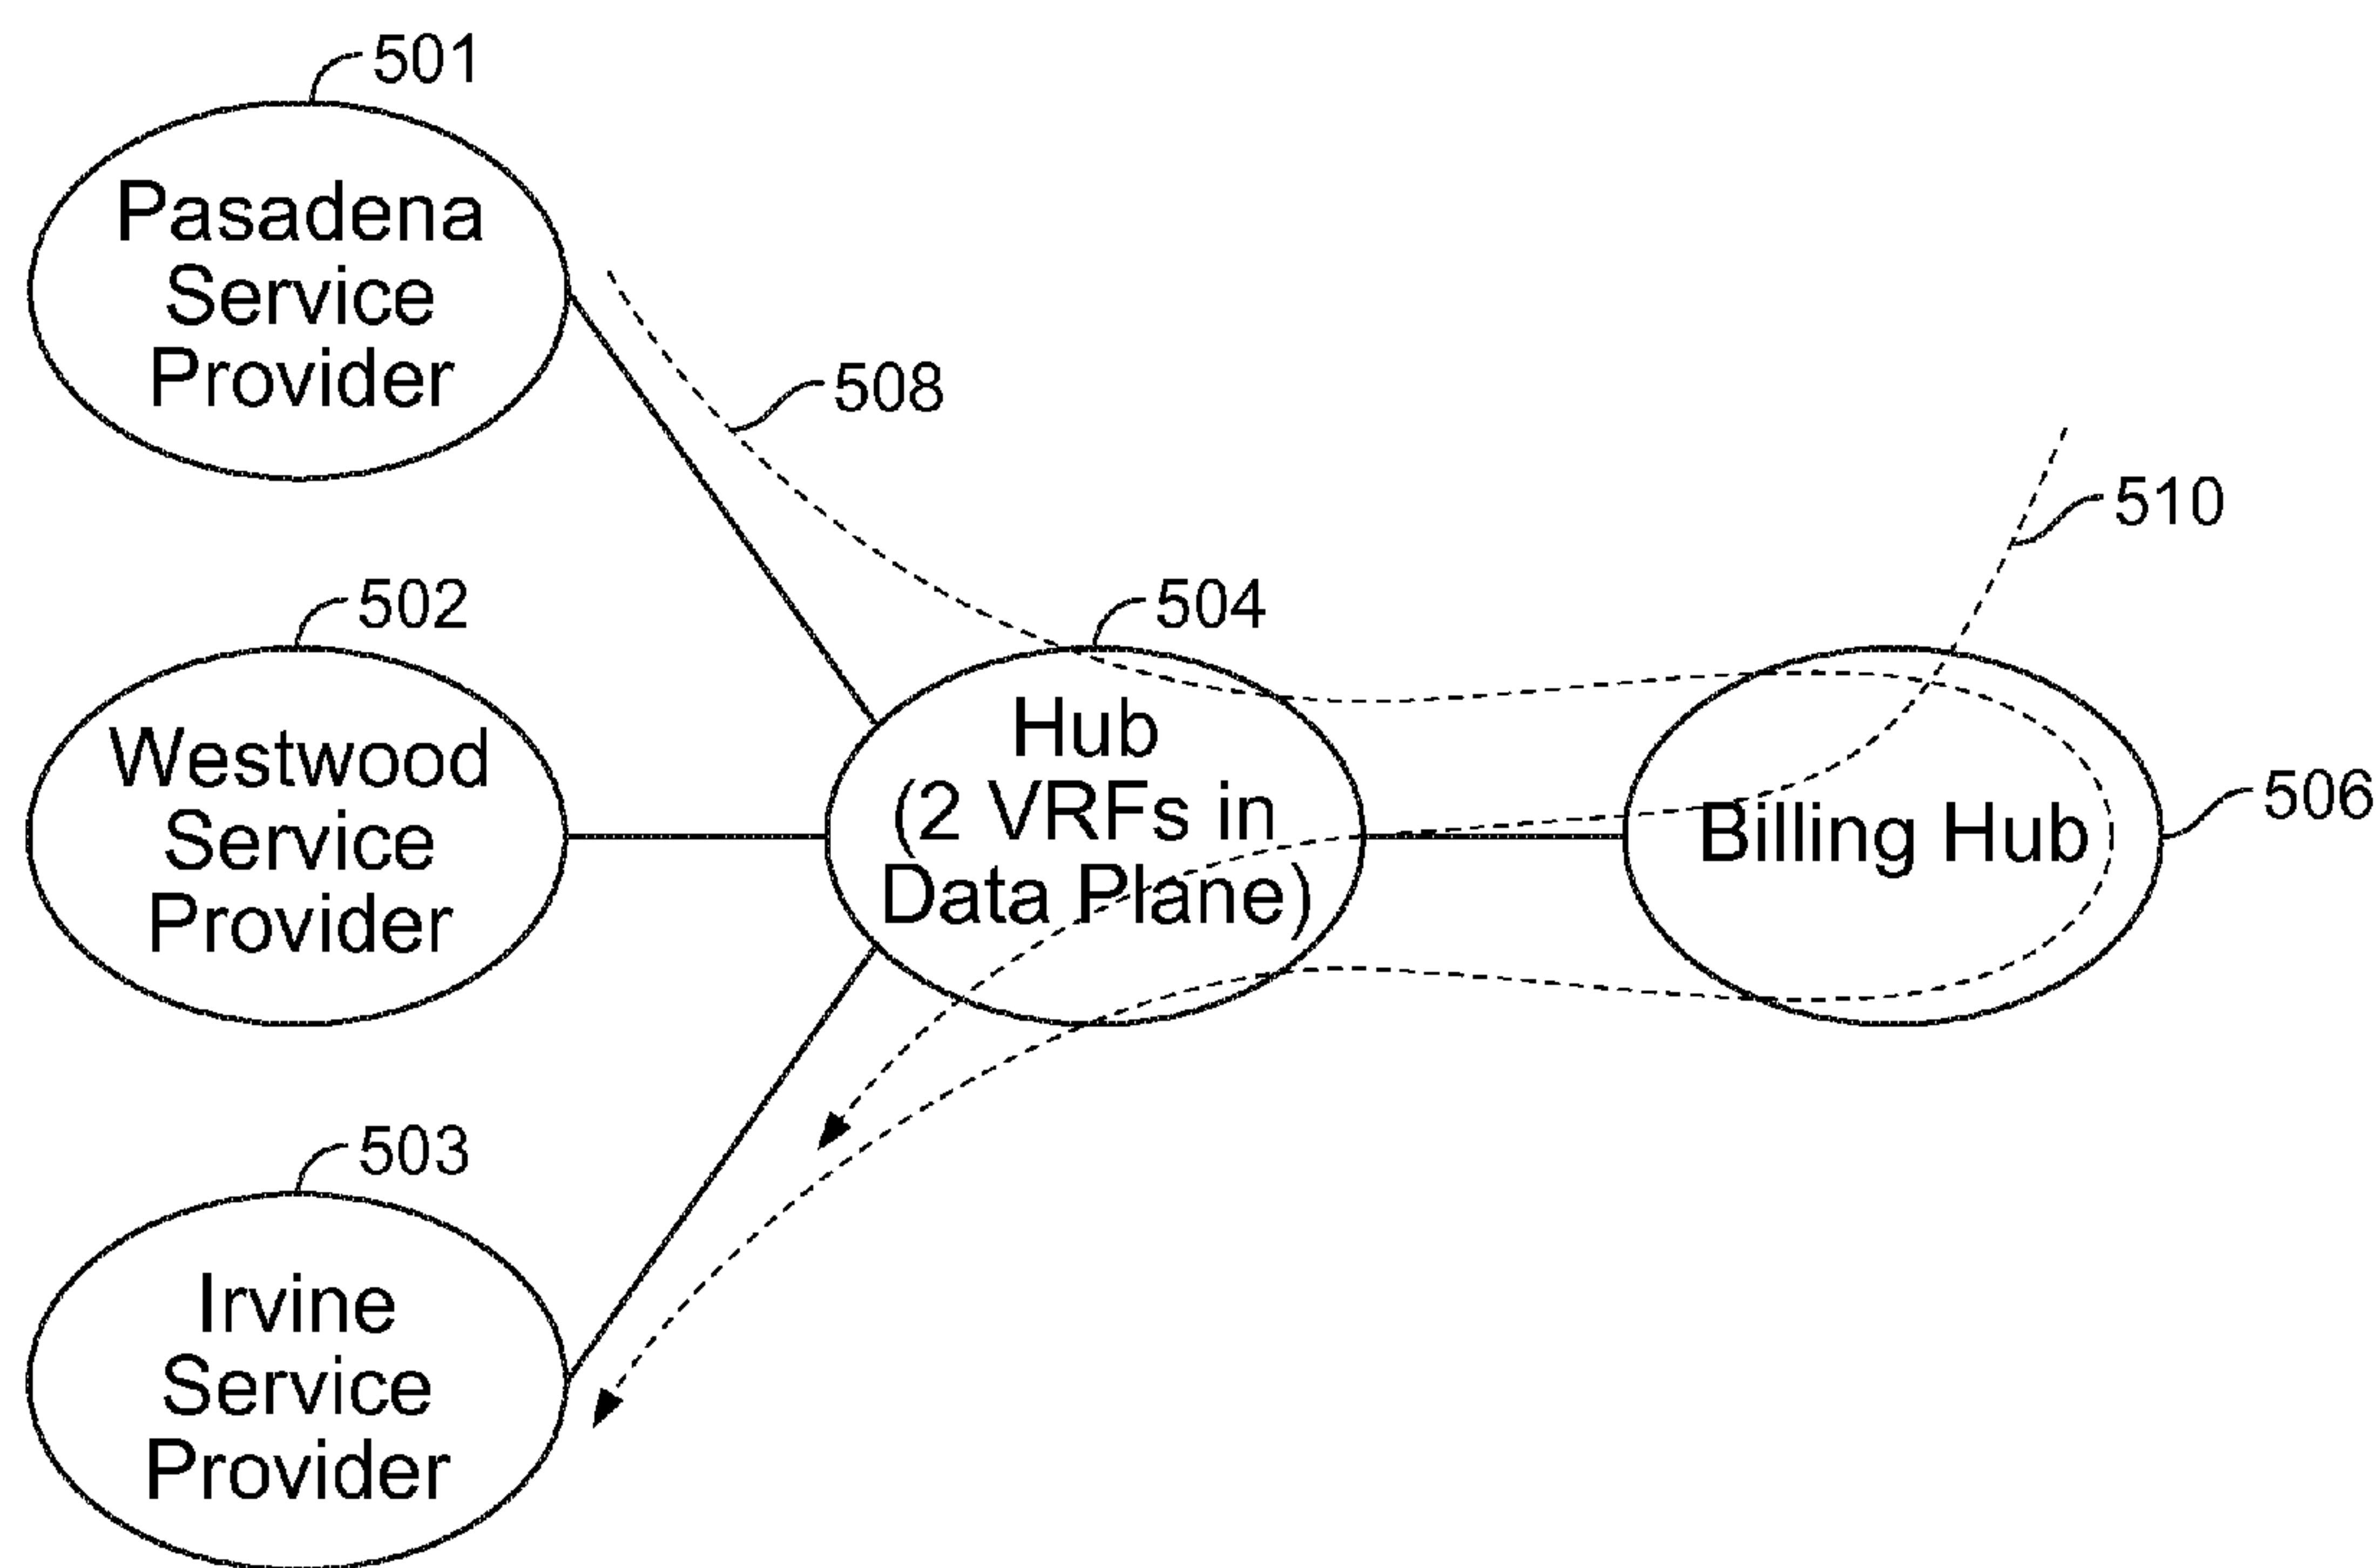 501
Pasadena
Service
Provider
508
510
502
504
Westwood
Service
Provider
Hub
(2 VRFs in
Data Plane)
Billing Hub
506
503
Irvine
Service
Provider